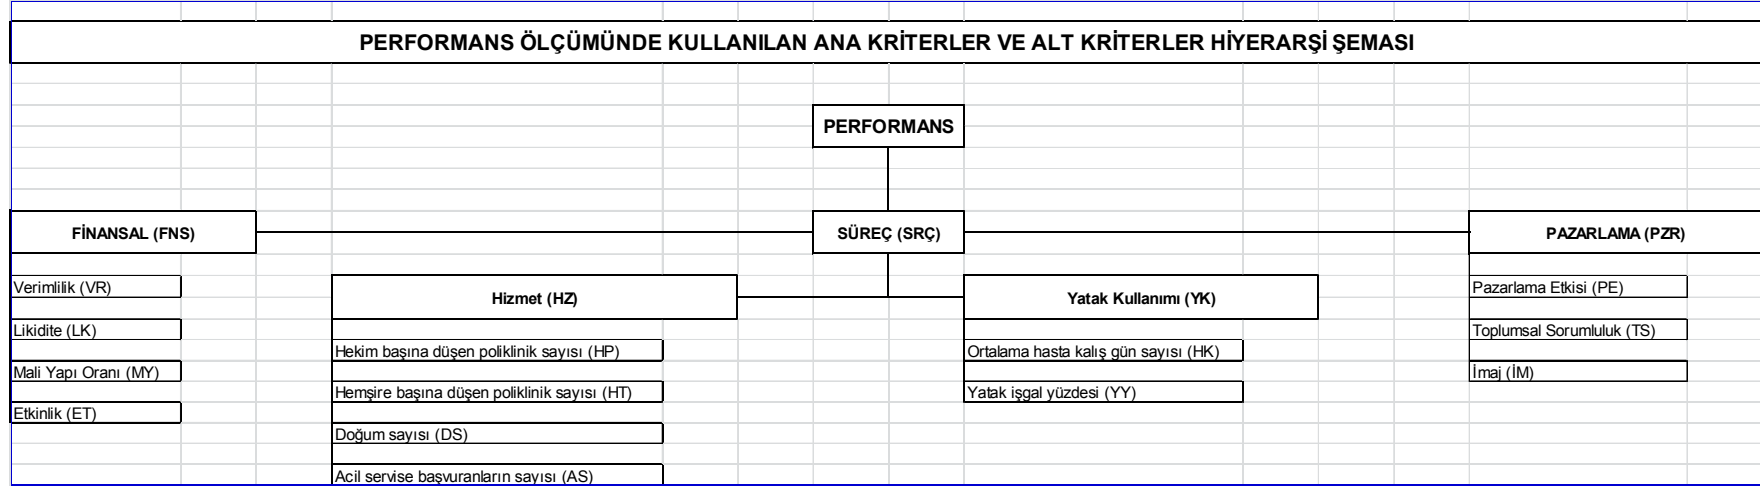 PERFORMANS ÖLÇÜMÜNDE KULLANILAN ANA KRİTERLER VE ALT KRİTERLER HİYERARŞİ ŞEMASI
PERFORMANS
FİNANSAL (FNS)
SÜREÇ (SRÇ)
PAZARLAMA (PZR)
Verimlilik (VR)
Likidite (LK)
Mali Yapı Oranı (MY)
Etkinlik (ET)
Hizmet (HZ)
Hekim başına düşen poliklinik sayısı (HP)
Hemşire başına düşen poliklinik sayısı (HT)
Doğum sayısı (DS)
Acil servise başvuranların sayısı (AS)
Yatak Kullanımı (YK)
Ortalama hasta kalış gün sayısı (HK)
Yatak işgal yüzdesi (YY)
Pazarlama Etkisi (PE)
Toplumsal Sorumluluk (TS)
İmaj (İM)